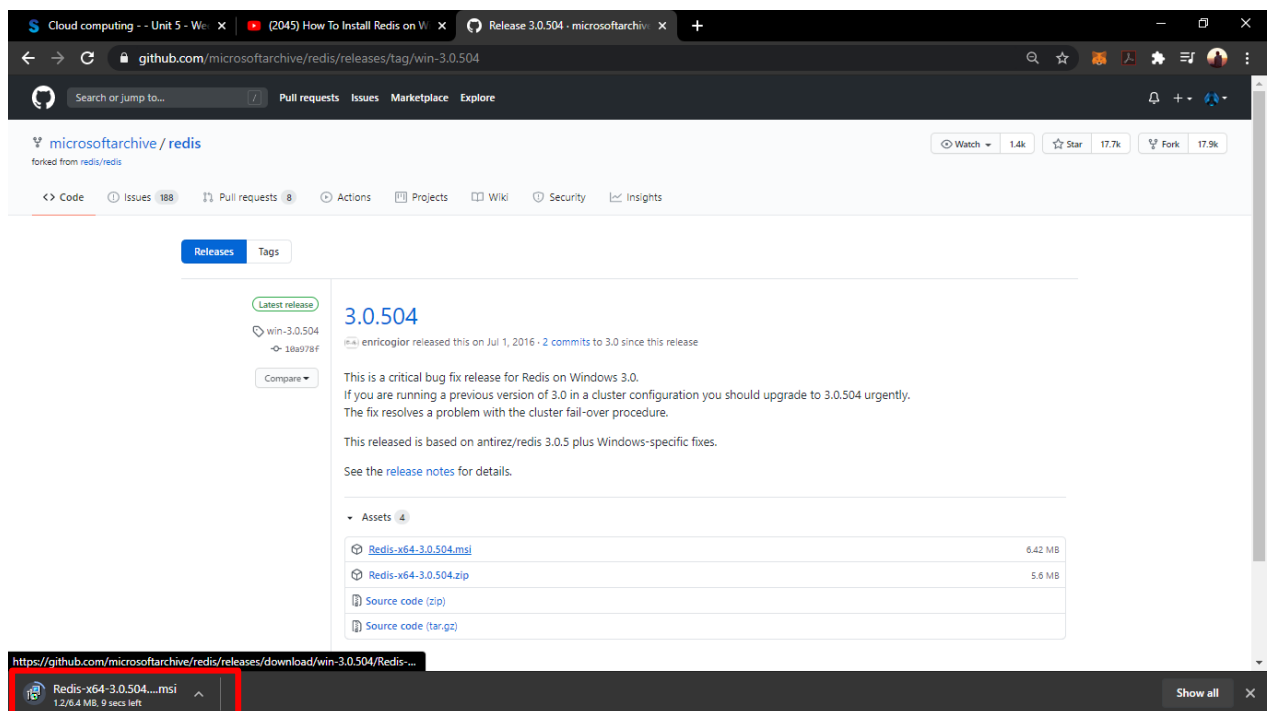 Cloud computing - - Unit 5 - We
(2045) How To Install Redis on W
Release 3.0.504 · microsoftarchiv
github.com/microsoftarchive/redis/releases/tag/win-3.0.504
Search or jump to...
/
Pull requests Issues Marketplace Explore
microsoftarchive / redis
forked from redis/redis
Watch 1.4k Star 17.7k Fork 17.9k
<> Code Issues 188 Pull requests 8 Actions Projects Wiki Security Insights
Releases Tags
Latest release
win-3.0.504
10a978f
Compare
3.0.504
enricogior released this on Jul 1, 2016 · 2 commits to 3.0 since this release
This is a critical bug fix release for Redis on Windows 3.0.
If you are running a previous version of 3.0 in a cluster configuration you should upgrade to 3.0.504 urgently.
The fix resolves a problem with the cluster fail-over procedure.
This released is based on antirez/redis 3.0.5 plus Windows-specific fixes.
See the release notes for details.
Assets 4
Redis-x64-3.0.504.msi 6.42 MB
Redis-x64-3.0.504.zip 5.6 MB
Source code (zip)
Source code (tar.gz)
https://github.com/microsoftarchive/redis/releases/download/win-3.0.504/Redis-...
Redis-x64-3.0.504....msi
1.2/6.4 MB, 9 secs left
Show all